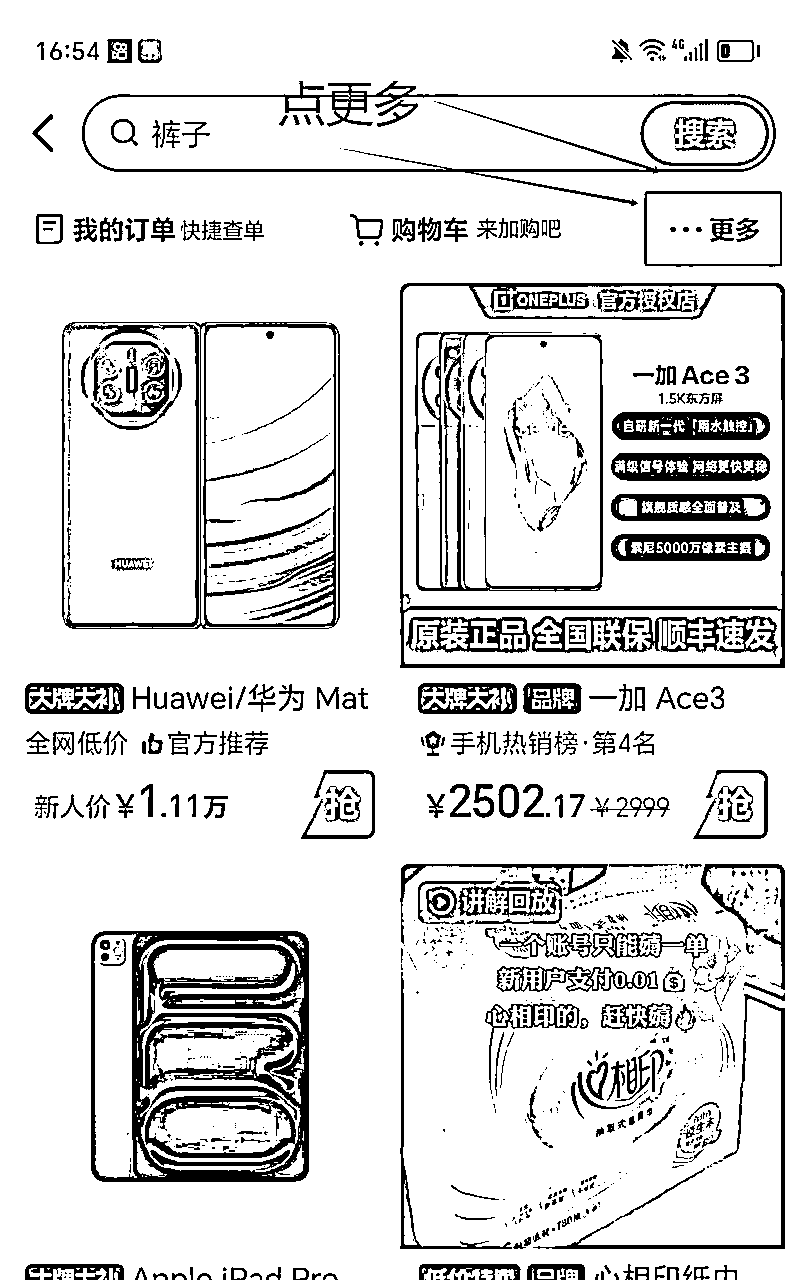 16:54
4G
点更多
裤子
搜索
我的订单 快捷查单
购物车 来加购吧
···更多
ONEPLUS 官方授权店
一加 Ace 3
1.5K东方屏
自研新一代「雨水触控」
满级信号体验 网络更快更稳
旗舰质感全面普及
索尼5000万像素主摄
HUAWEI
原装正品 全国联保 顺丰速发
大牌大补 Huawei/华为 Mat
全网低价 官方推荐
新人价 ¥1.11万
抢
大牌大补 品牌 一加 Ace3
手机热销榜·第4名
¥2502.17 ¥2999
抢
讲解回放
一个账号只能薅一单
新用户支付0.01
心相印的，赶快薅
心相印
大牌大补 Apple iPad Pro
品牌 心相印纸巾